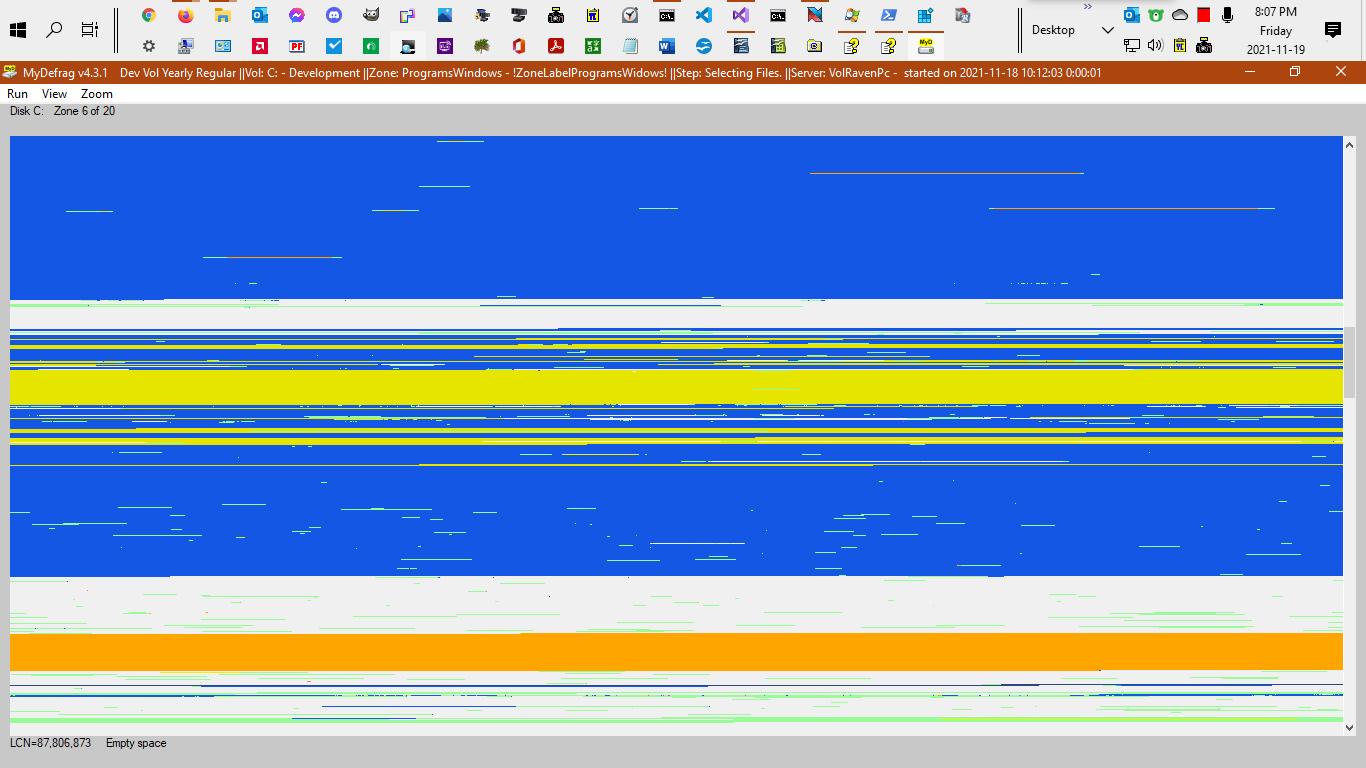 8:07 PM
Friday
2021-11-19
Desktop
MyDefrag v4.3.1 Dev Vol Yearly Regular ||Vol: C: - Development ||Zone: ProgramsWindows - !ZoneLabelProgramsWidows! ||Step: Selecting Files. ||Server: VolRavenPc - started on 2021-11-18 10:12:03 0:00:01
Run View Zoom
Disk C: Zone 6 of 20
LCN=87,806,873 Empty space